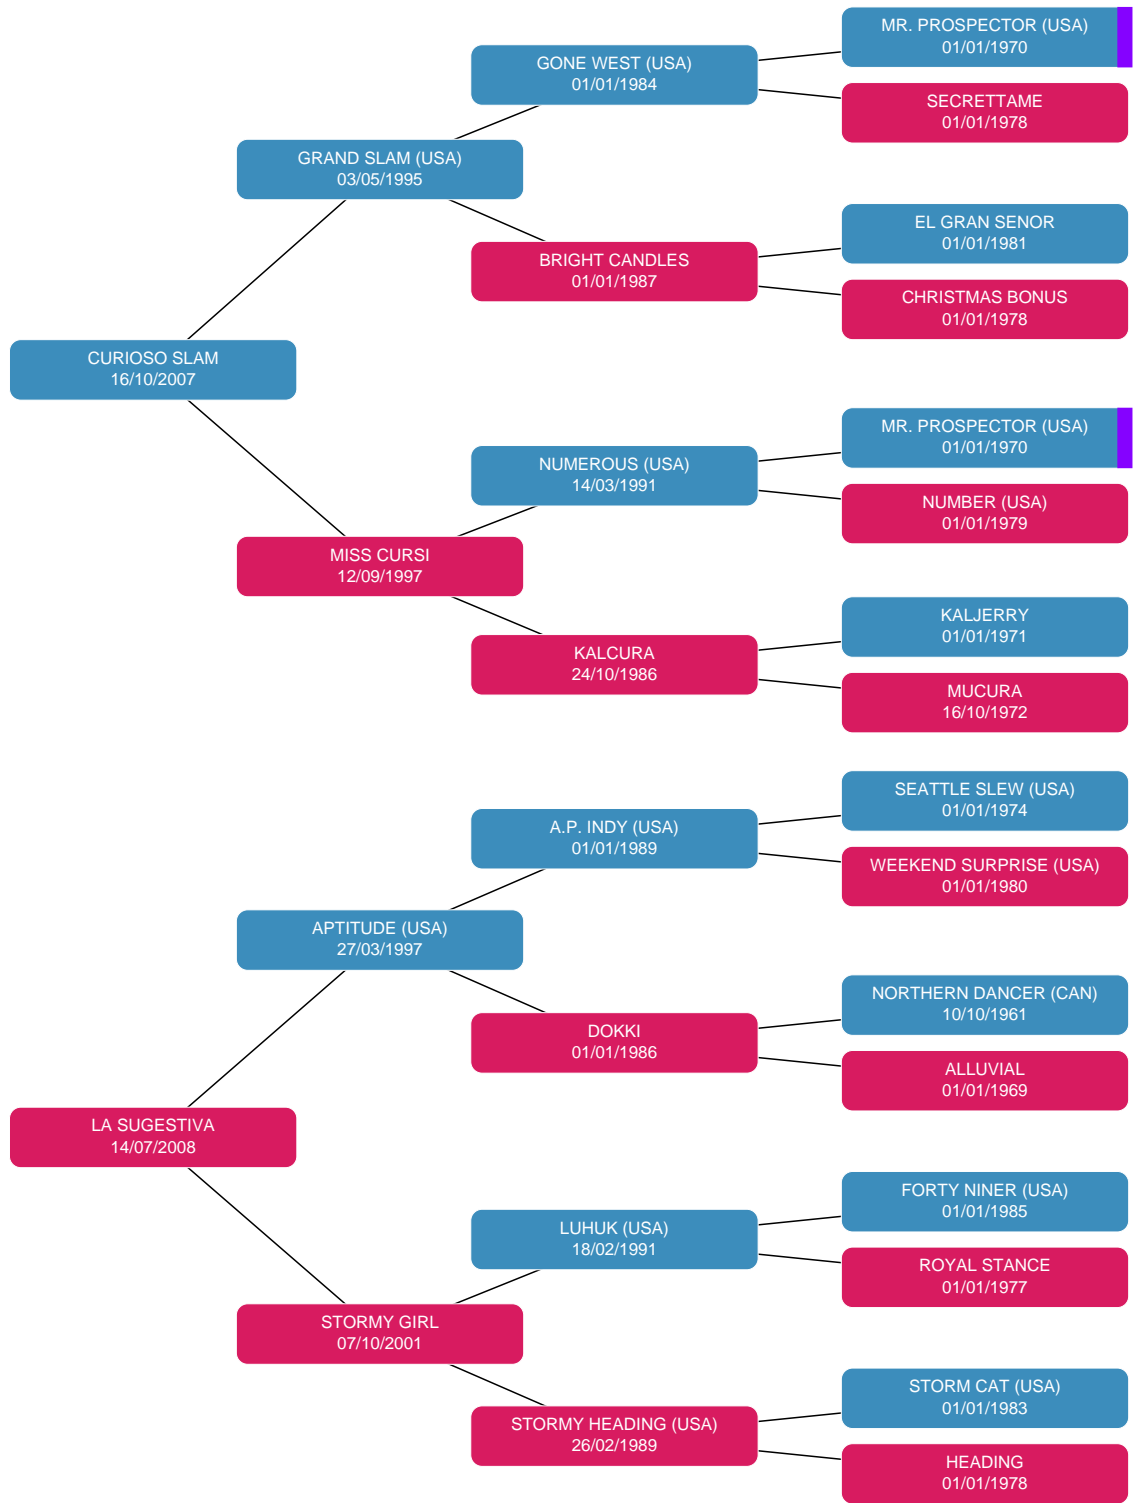 MR. PROSPECTOR (USA)
01/01/1970
GONE WEST (USA)
01/01/1984
SECRETTAME
01/01/1978
GRAND SLAM (USA)
03/05/1995
EL GRAN SENOR
01/01/1981
BRIGHT CANDLES
01/01/1987
CHRISTMAS BONUS
01/01/1978
CURIOSO SLAM
16/10/2007
MR. PROSPECTOR (USA)
01/01/1970
NUMEROUS (USA)
14/03/1991
NUMBER (USA)
01/01/1979
MISS CURSI
12/09/1997
KALJERRY
01/01/1971
KALCURA
24/10/1986
MUCURA
16/10/1972
SEATTLE SLEW (USA)
01/01/1974
A.P. INDY (USA)
01/01/1989
WEEKEND SURPRISE (USA)
01/01/1980
APTITUDE (USA)
27/03/1997
NORTHERN DANCER (CAN)
10/10/1961
DOKKI
01/01/1986
ALLUVIAL
01/01/1969
LA SUGESTIVA
14/07/2008
FORTY NINER (USA)
01/01/1985
LUHUK (USA)
18/02/1991
ROYAL STANCE
01/01/1977
STORMY GIRL
07/10/2001
STORM CAT (USA)
01/01/1983
STORMY HEADING (USA)
26/02/1989
HEADING
01/01/1978